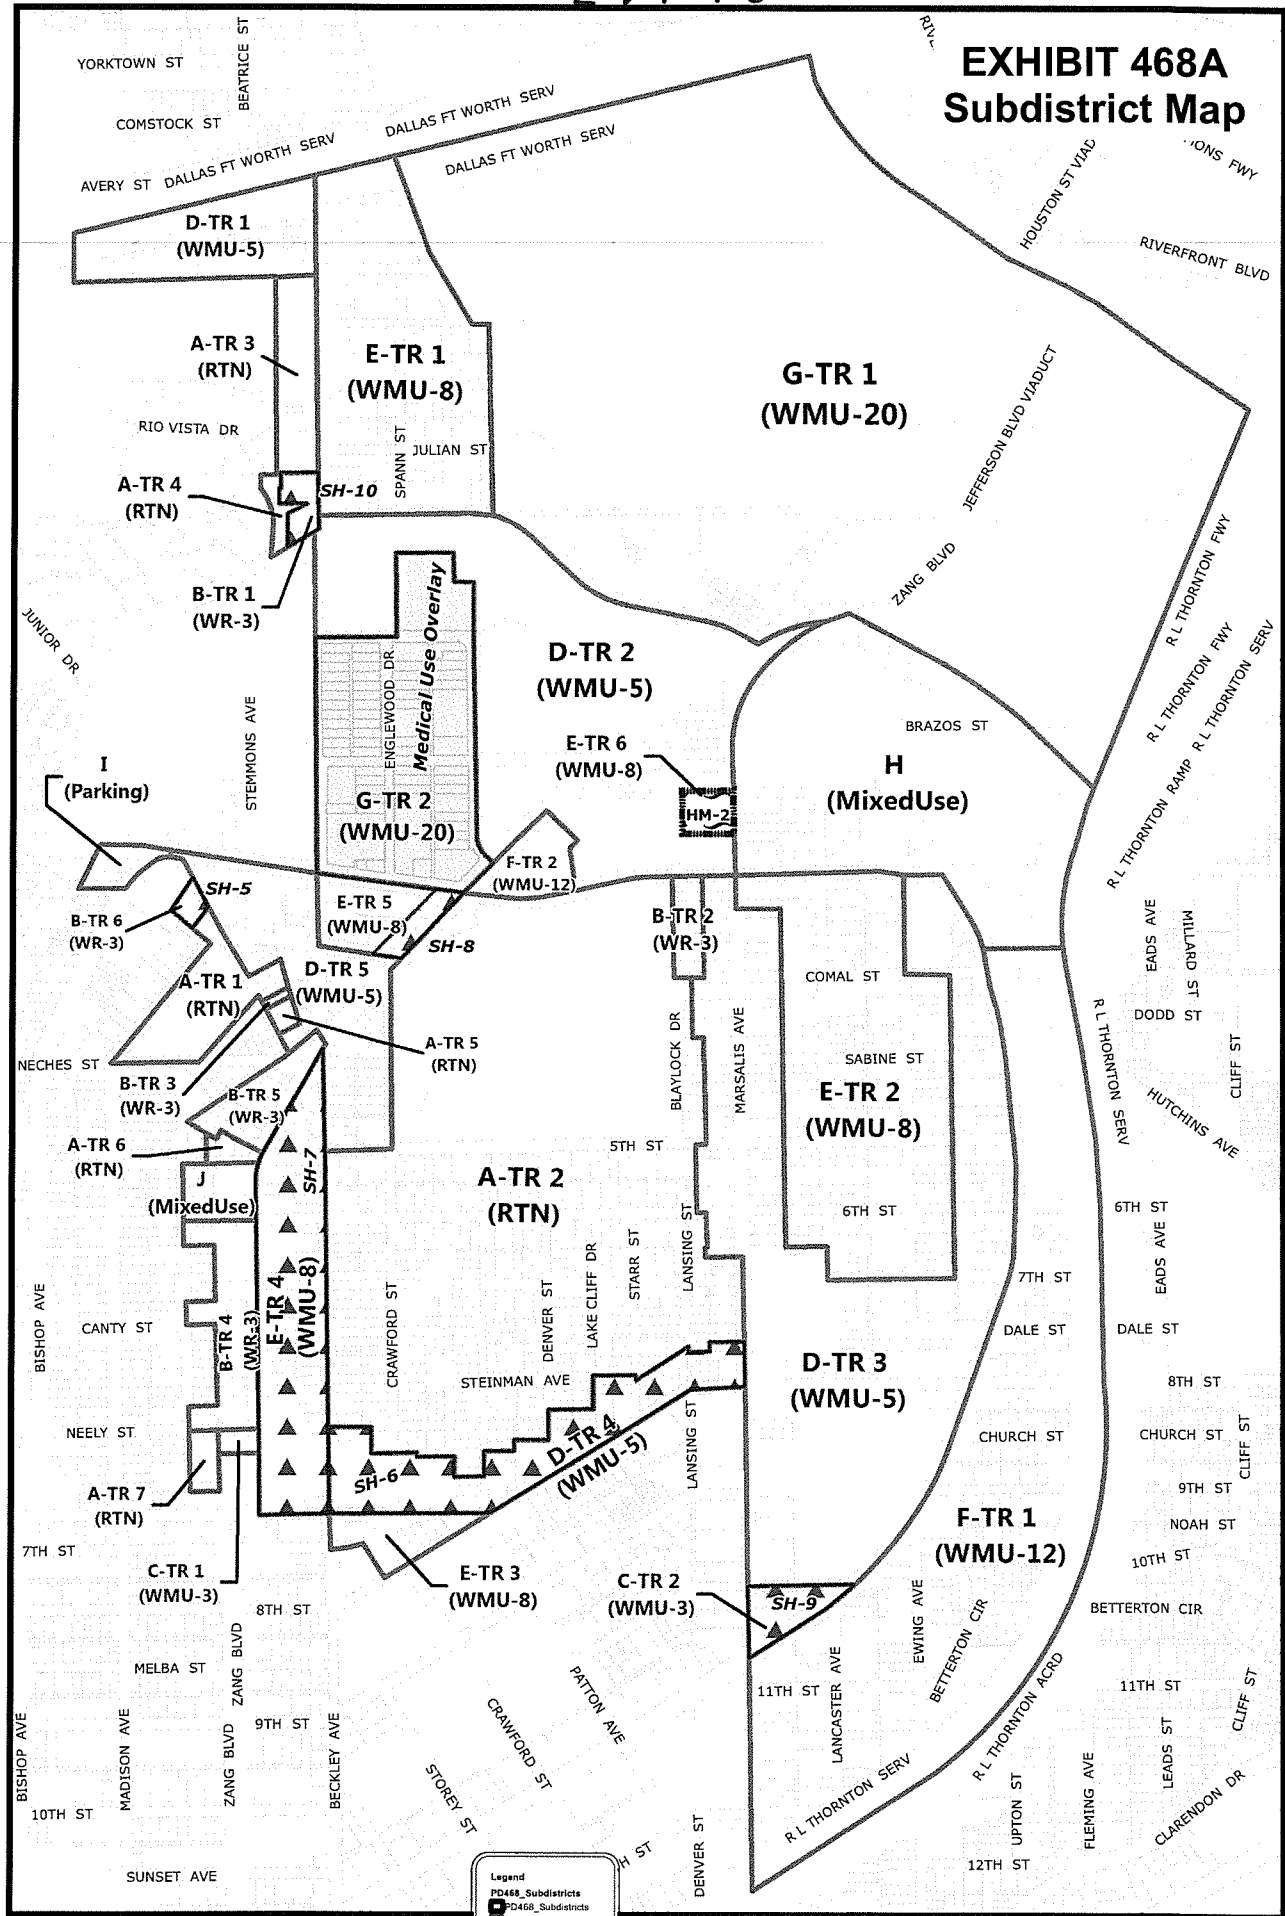 EXHIBIT 468A
Subdistrict Map
YORKTOWN ST
BEATRICE ST
COMSTOCK ST
AVERY ST
DALLAS FT WORTH SERV
DALLAS FT WORTH SERV
DALLAS FT WORTH SERV
HOUSTON ST VIAD
IONS FWY
RIVERFRONT BLVD
D-TR 1
(WMU-5)
A-TR 3
(RTN)
E-TR 1
(WMU-8)
G-TR 1
(WMU-20)
JEFFERSON BLVD VIADUCT
RIO VISTA DR
SPANN ST
JULIAN ST
A-TR 4
(RTN)
SH-10
B-TR 1
(WR-3)
ZANG BLVD
R L THORNTON FWY
R L THORNTON FWY
R L THORNTON SERV
R L THORNTON RAMP
JUNIOR DR
Medical Use Overlay
ENGLEWOOD DR
D-TR 2
(WMU-5)
STEMMONS AVE
BRAZOS ST
E-TR 6
(WMU-8)
HM-2
H
(MixedUse)
I
(Parking)
G-TR 2
(WMU-20)
F-TR 2
(WMU-12)
SH-5
B-TR 6
(WR-3)
E-TR 5
(WMU-8)
SH-8
B-TR 2
(WR-3)
A-TR 1
(RTN)
D-TR 5
(WMU-5)
COMAL ST
EADS AVE
MILLARD ST
DODD ST
R L THORNTON SERV
CLIFF ST
HUTCHINS AVE
NECHES ST
A-TR 5
(RTN)
B-TR 3
(WR-3)
B-TR 5
(WR-3)
BLAYLOCK DR
MARSALIS AVE
SABINE ST
E-TR 2
(WMU-8)
A-TR 6
(RTN)
5TH ST
SH-7
J
(MixedUse)
A-TR 2
(RTN)
6TH ST
6TH ST
EADS AVE
7TH ST
LANSING ST
STARR ST
LAKE CLIFF DR
DENVER ST
CRAWFORD ST
BISHOP AVE
CANTY ST
B-TR 4
(WR-3)
E-TR 4
(WMU-8)
DALE ST
DALE ST
D-TR 3
(WMU-5)
STEINMAN AVE
8TH ST
NEELY ST
D-TR 4
(WMU-5)
LANSING ST
CHURCH ST
CHURCH ST
CLIFF ST
SH-6
A-TR 7
(RTN)
9TH ST
F-TR 1
(WMU-12)
NOAH ST
10TH ST
7TH ST
C-TR 1
(WMU-3)
E-TR 3
(WMU-8)
C-TR 2
(WMU-3)
SH-9
EWING AVE
BETTERTON CIR
BETTERTON CIR
8TH ST
ZANG BLVD
MELBA ST
PATTON AVE
11TH ST
LANCASTER AVE
R L THORNTON ACRD
11TH ST
CLIFF ST
9TH ST
CRAWFORD ST
BISHOP AVE
MADISON AVE
ZANG BLVD
BECKLEY AVE
STOREY ST
R L THORNTON SERV
LEADS ST
FLEMING AVE
UPTON ST
CLARENDON DR
10TH ST
DENVER ST
H ST
12TH ST
SUNSET AVE
Legend
PD468_Subdistricts
PD468_Subdistricts